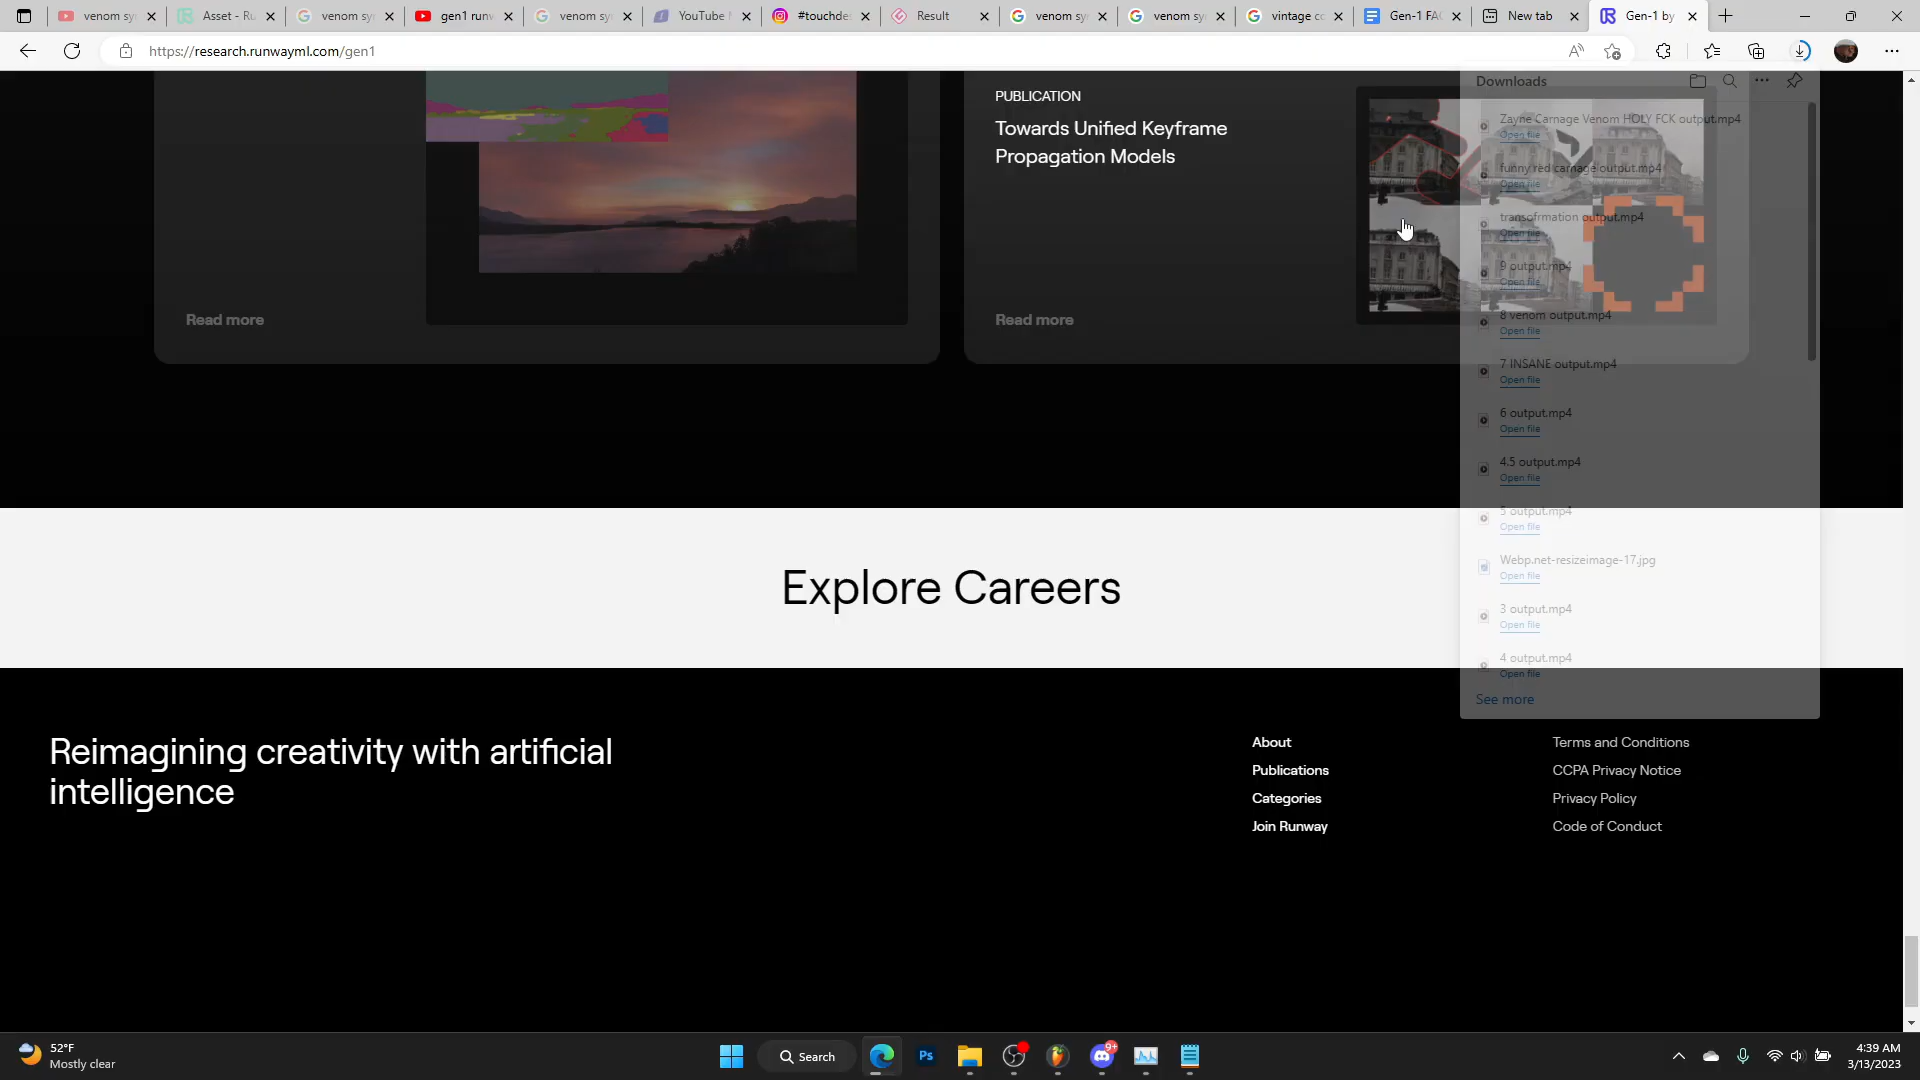 venom sy
Asset - Ru
venom sy
gen1 runw
venom sy
YouTube
#touchdes
Result
venom sy
venom sy
vintage co
Gen-1 FAQ
New tab
Gen-1 by
https://research.runwayml.com/gen1
Downloads
Zayne Carnage Venom HOLY FCK output.mp4
Open file
funny red carnage output.mp4
Open file
transofrmation output.mp4
Open file
9 output.mp4
Open file
8 venom output.mp4
Open file
7 INSANE output.mp4
Open file
6 output.mp4
Open file
4.5 output.mp4
Open file
5 output.mp4
Open file
Webp.net-resizeimage-17.jpg
Open file
3 output.mp4
Open file
4 output.mp4
Open file
See more
PUBLICATION
Towards Unified Keyframe
Propagation Models
Read more
Read more
Explore Careers
Reimagining creativity with artificial
intelligence
About
Publications
Categories
Join Runway
Terms and Conditions
CCPA Privacy Notice
Privacy Policy
Code of Conduct
52°F
Mostly clear
Search
Ps
9+
4:39 AM
3/13/2023